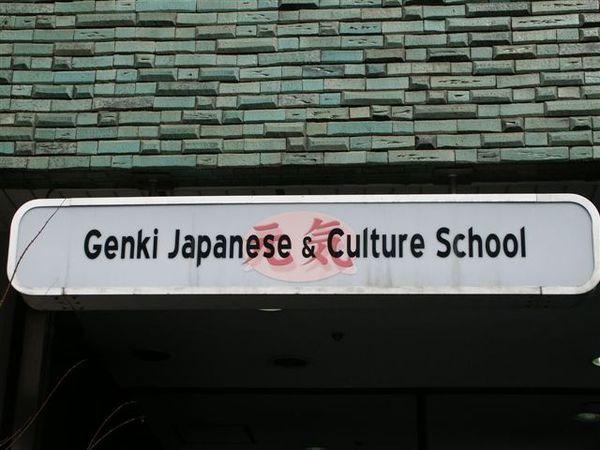 Genki Japanese & Culture School
元気